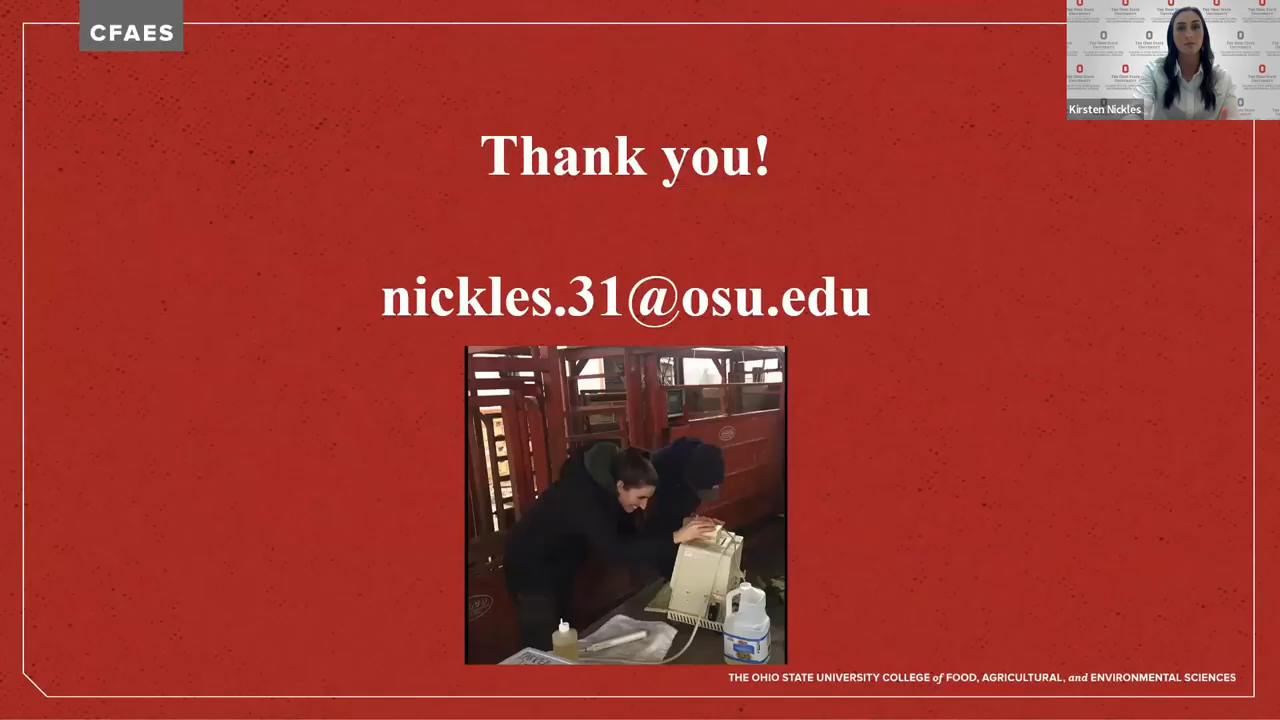 CFAES
Kirsten Nickles
Thank you!
nickles.31@osu.edu
THE OHIO STATE UNIVERSITY COLLEGE of FOOD, AGRICULTURAL, and ENVIRONMENTAL SCIENCES